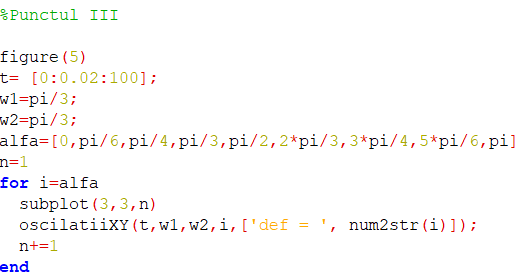 %Punctul III
figure(5)
t= [0:0.02:100];
w1=pi/3;
w2=pi/3;
alfa=[0,pi/6,pi/4,pi/3,pi/2,2*pi/3,3*pi/4,5*pi/6,pi]
n=1
for i=alfa
subplot(3,3,n)
oscilatiiXY(t,w1,w2,i,['def = ', num2str(i)]);
n+=1
end